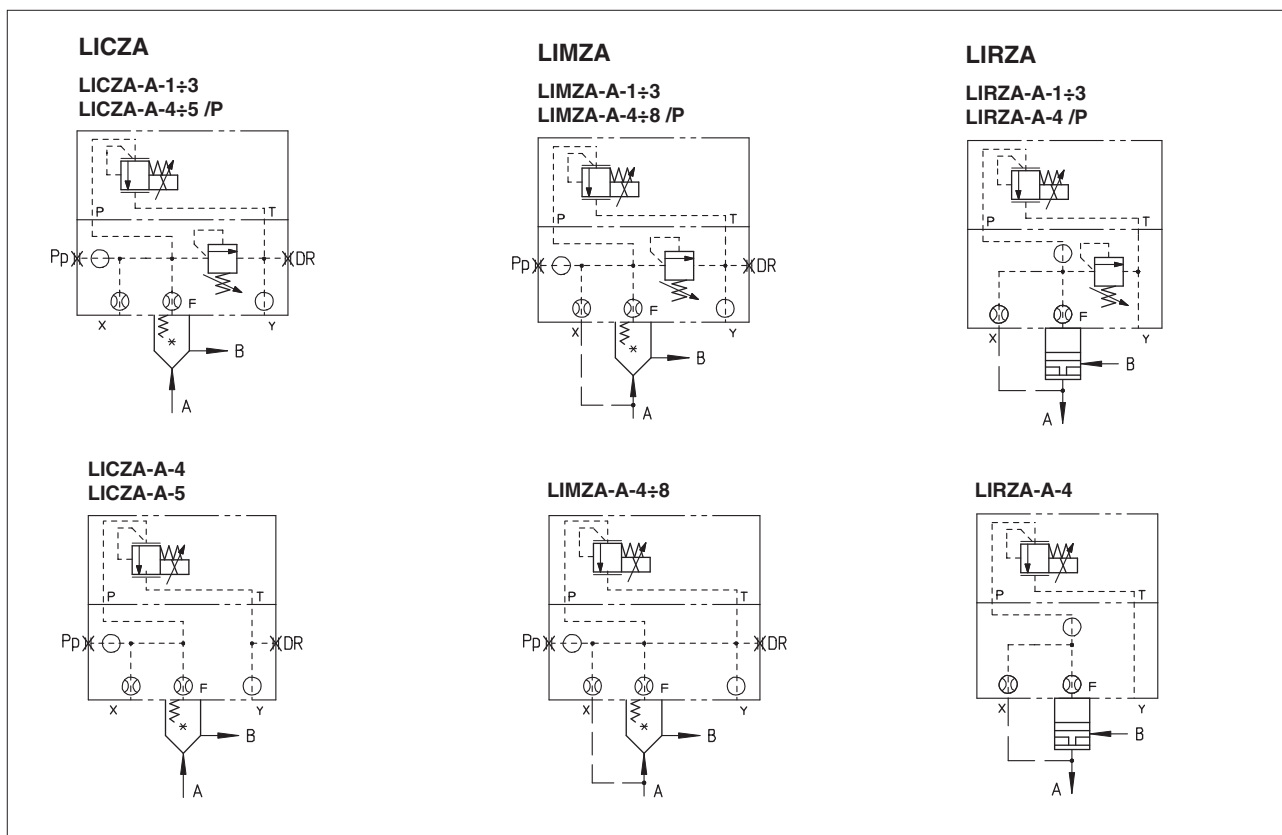 LICZA
LICZA-A-1÷3
LICZA-A-4÷5 /P
P
T
Pp
DR
X
F
Y
B
A
LIMZA
LIMZA-A-1÷3
LIMZA-A-4÷8 /P
P
T
Pp
DR
X
F
Y
B
A
LIRZA
LIRZA-A-1÷3
LIRZA-A-4 /P
P
T
X
F
Y
B
A
LICZA-A-4
LICZA-A-5
P
T
Pp
DR
X
F
Y
B
A
LIMZA-A-4÷8
P
T
Pp
DR
X
F
Y
B
A
LIRZA-A-4
P
T
X
F
Y
B
A